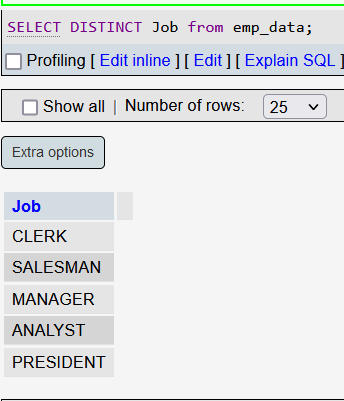 SELECT DISTINCT Job from emp_data;
Profiling [ Edit inline ] [ Edit ] [ Explain SQL ]
Show all | Number of rows: 25
Extra options
Job
CLERK
SALESMAN
MANAGER
ANALYST
PRESIDENT